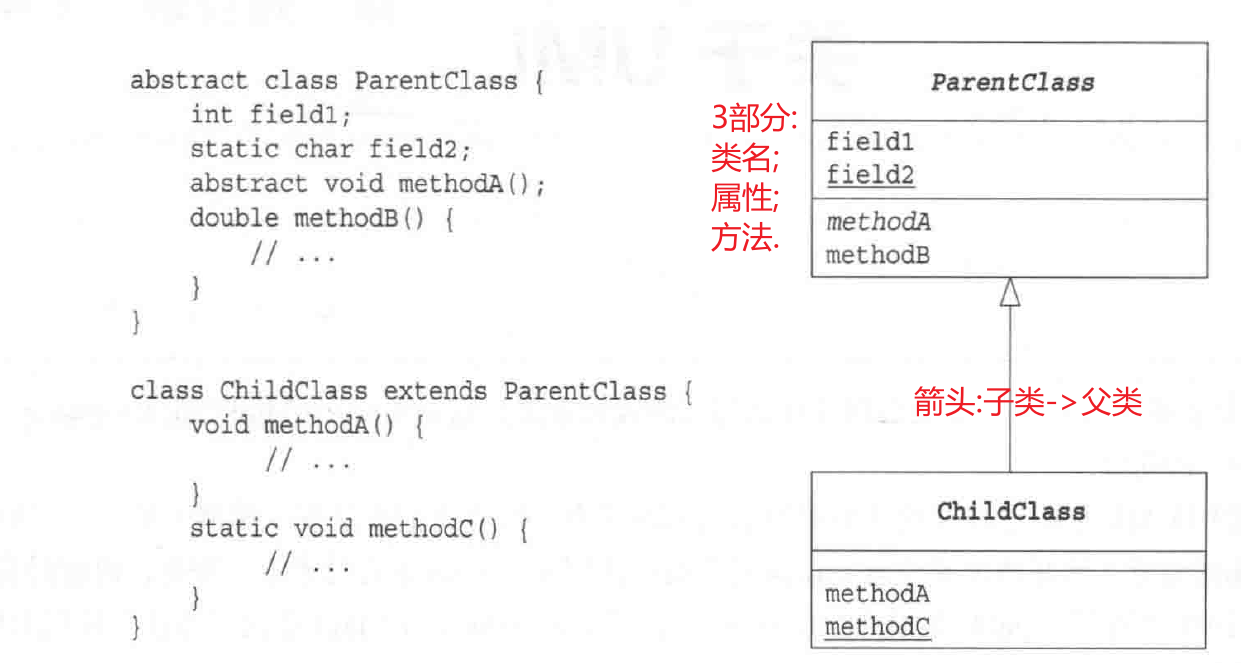 abstract class ParentClass {
int field1;
static char field2;
abstract void methodA();
double methodB() {
// ...
}
}
class ChildClass extends ParentClass {
void methodA() {
// ...
}
static void methodC() {
// ...
}
}
3部分:
类名;
属性;
方法.
ParentClass
field1
field2
methodA
methodB
箭头:子类->父类
ChildClass
methodA
methodC